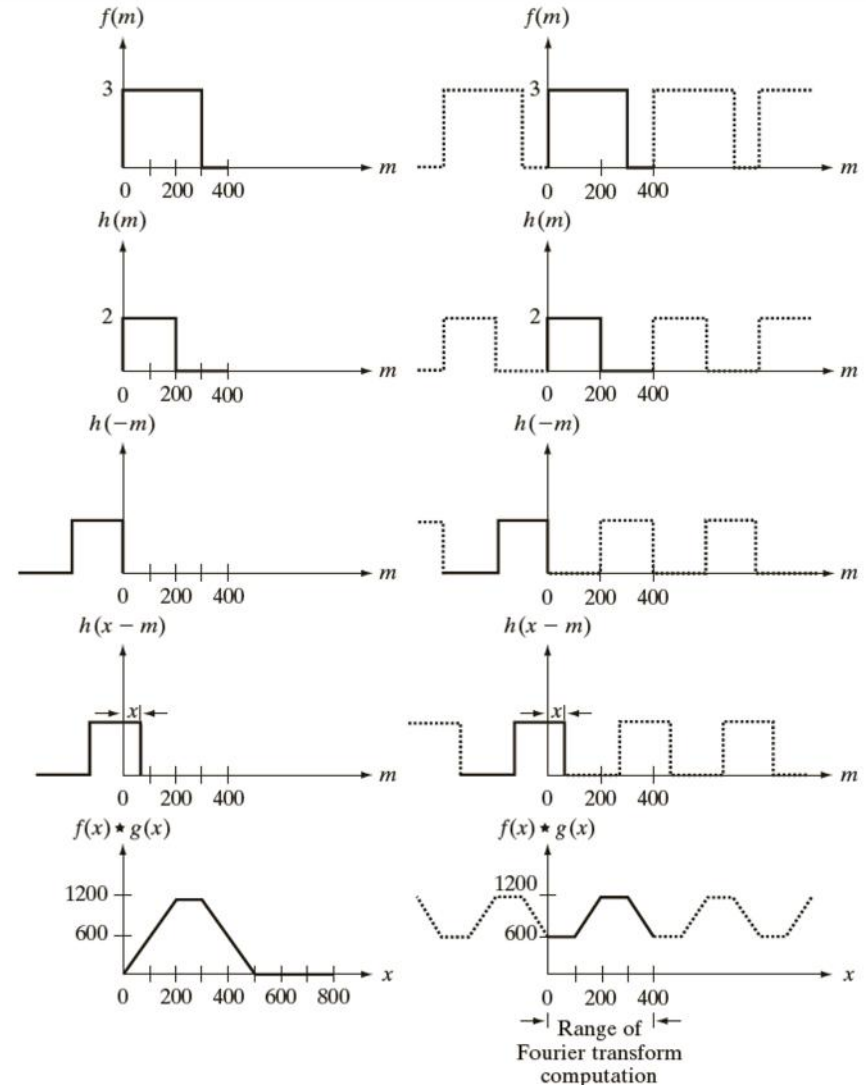 f(m)
f(m)
3
3
m
m
0 200 400
0 200 400
h(m)
h(m)
2
2
m
m
0 200 400
0 200 400
h(−m)
h(−m)
m
m
0 200 400
0 200 400
h(x − m)
h(x − m)
x
x
m
m
0 200 400
0 200 400
f(x) ★ g(x)
f(x) ★ g(x)
1200
1200
600
600
x
x
0 200 400 600 800
0 200 400
Range of
Fourier transform
computation